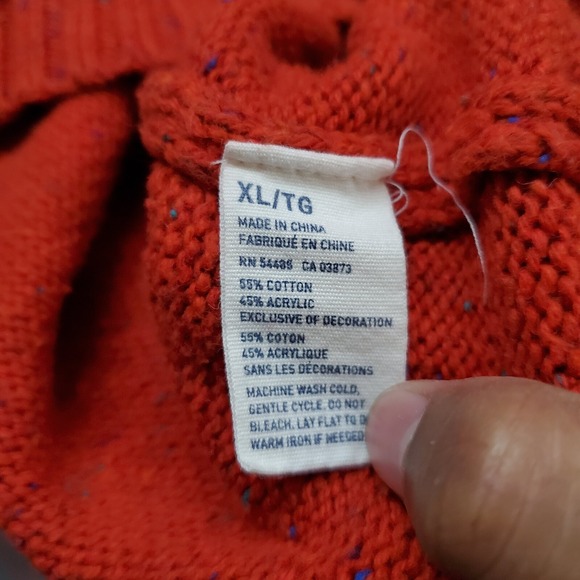 XL/TG
MADE IN CHINA
FABRIQUÉ EN CHINE
RN 54485 CA 03873
55% COTTON
45% ACRYLIC
EXCLUSIVE OF DECORATION
55% COTON
45% ACRYLIQUE
SANS LES DÉCORATIONS
MACHINE WASH COLD,
GENTLE CYCLE. DO NOT
BLEACH. LAY FLAT TO
WARM IRON IF NEEDED